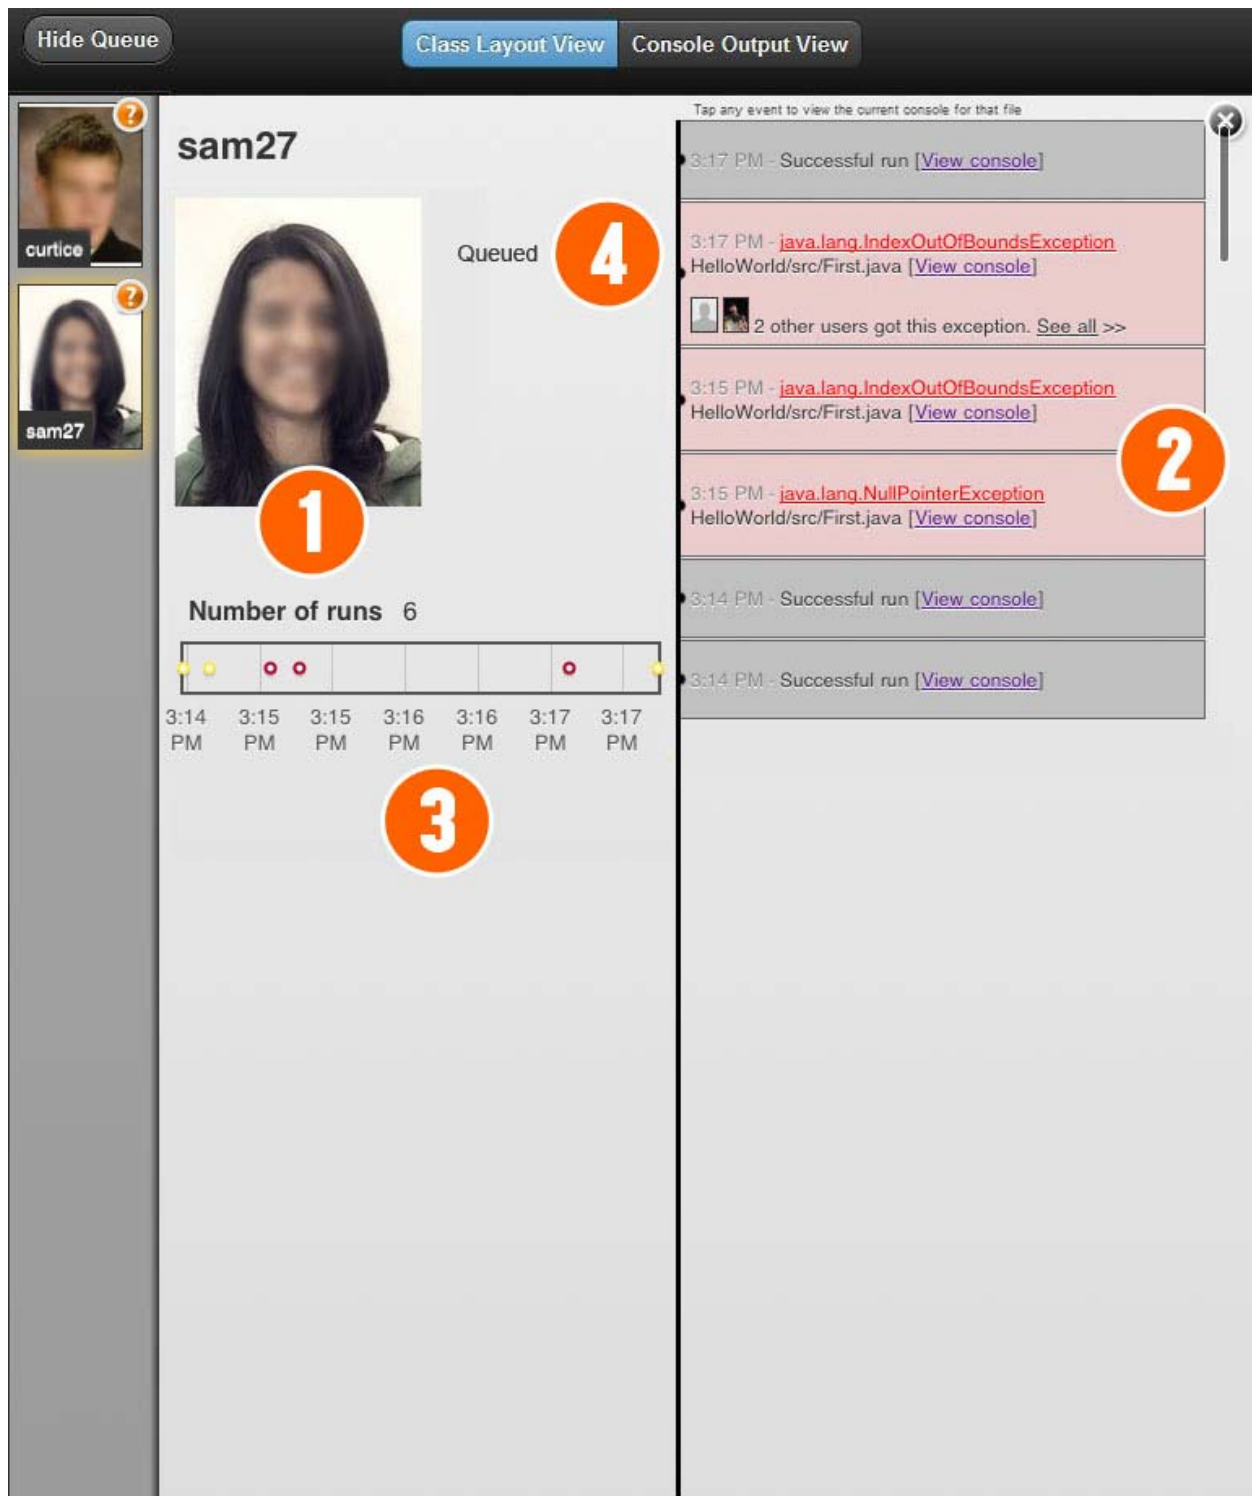 Hide Queue
Class Layout View
Console Output View
?
curtice
?
sam27
sam27
Queued
4
1
Number of runs 6
3:14 PM
3:15 PM
3:15 PM
3:16 PM
3:16 PM
3:17 PM
3:17 PM
3
Tap any event to view the current console for that file
3:17 PM - Successful run [View console]
3:17 PM - java.lang.IndexOutOfBoundsException
HelloWorld/src/First.java [View console]
2 other users got this exception. See all >>
3:15 PM - java.lang.IndexOutOfBoundsException
HelloWorld/src/First.java [View console]
2
3:15 PM - java.lang.NullPointerException
HelloWorld/src/First.java [View console]
3:14 PM - Successful run [View console]
3:14 PM - Successful run [View console]